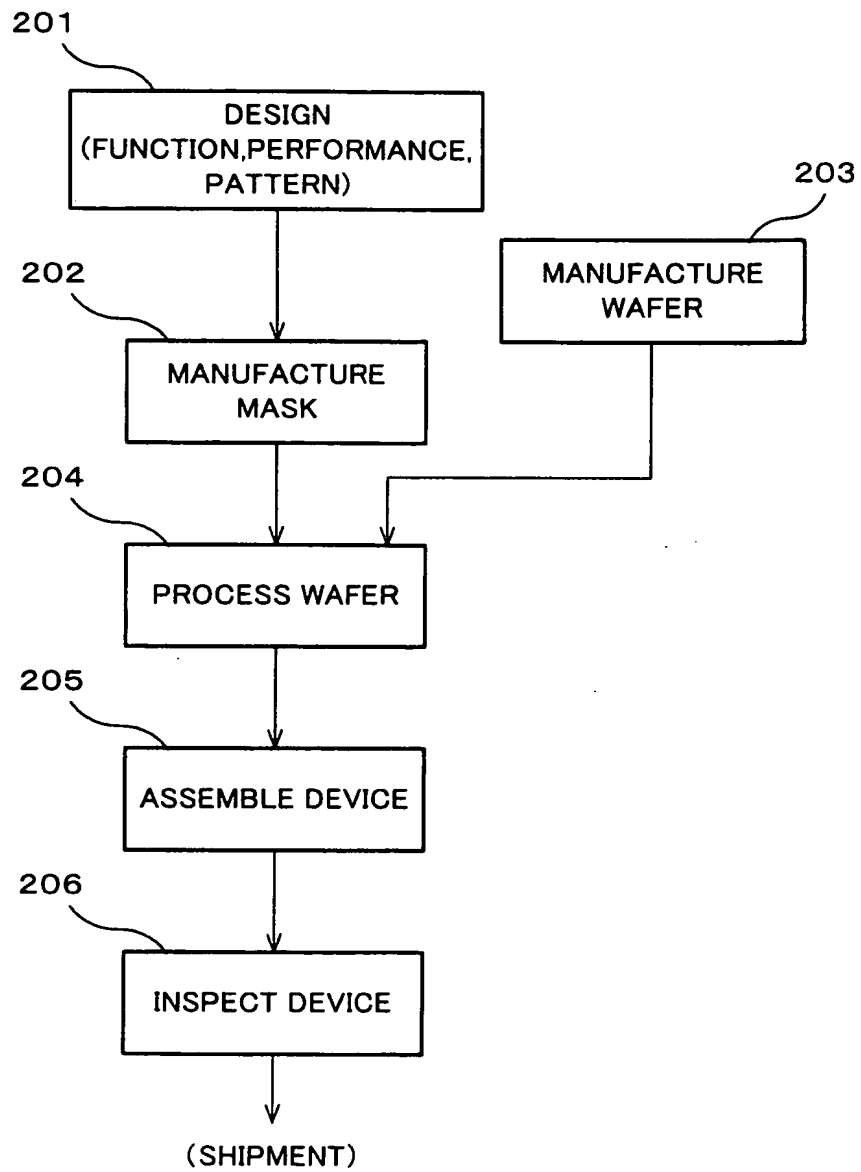 201
DESIGN
(FUNCTION,PERFORMANCE,
PATTERN)
203
MANUFACTURE
WAFER
202
MANUFACTURE
MASK
204
PROCESS WAFER
205
ASSEMBLE DEVICE
206
INSPECT DEVICE
(SHIPMENT)